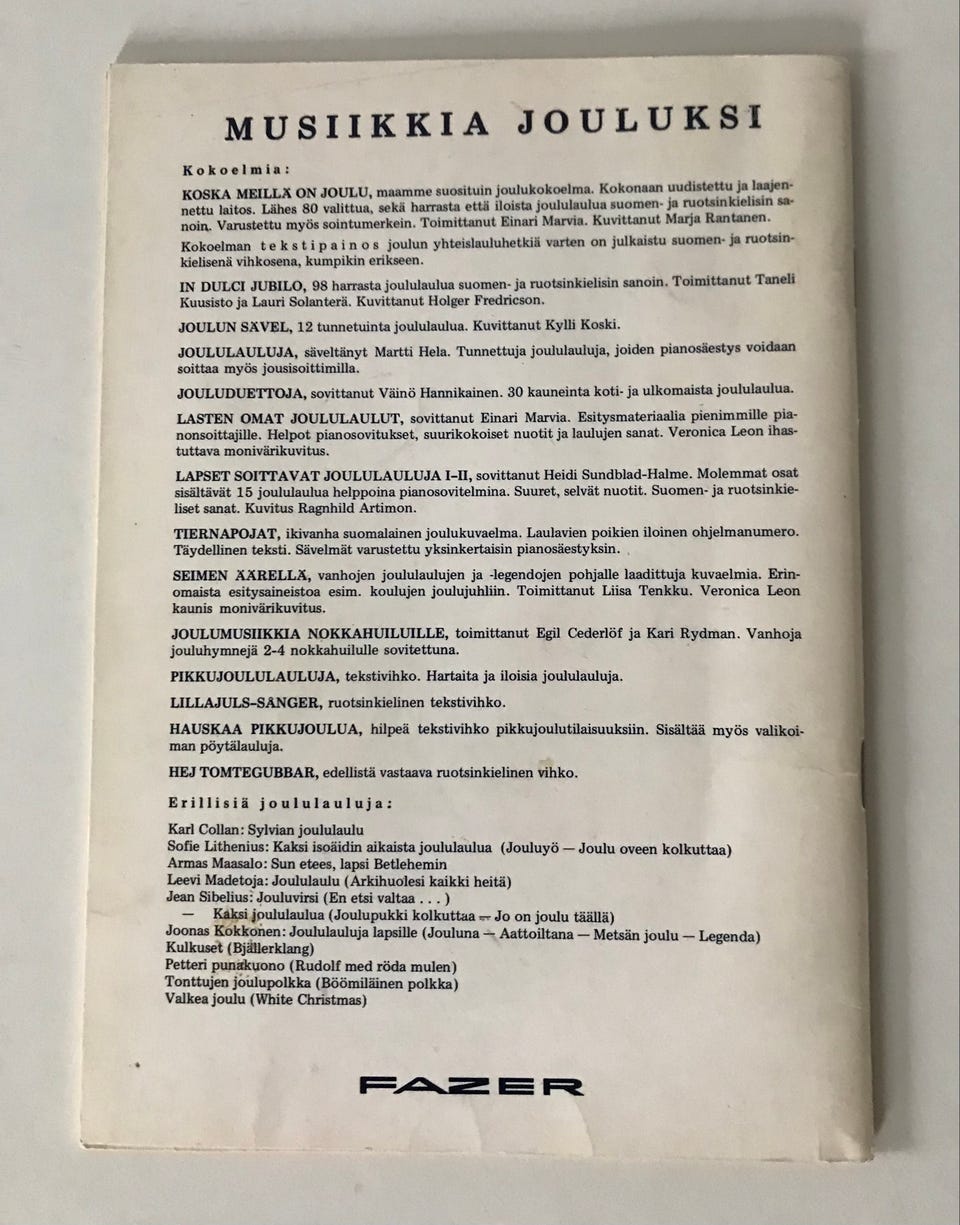 MUSIIKKIA JOULUKSI
Kokoelmia:
KOSKA MEILLÄ ON JOULU, maamme suosituin joulukokoelma. Kokonaan uudistettu ja laajen-
nettu laitos. Lähes 80 valittua, sekä harrasta että iloista joululaulua suomen- ja ruotsinkielisin sa-
noin. Varustettu myös sointumerkein. Toimittanut Einari Marvia. Kuvittanut Marja Rantanen.
Kokoelman tekstipainos joulun yhteislauluhetkiä varten on julkaistu suomen- ja ruotsin-
kielisenä vihkosena, kumpikin erikseen.
IN DULCI JUBILO, 98 harrasta joululaulua suomen- ja ruotsinkielisin sanoin. Toimittanut Taneli
Kuusisto ja Lauri Solanterä. Kuvittanut Holger Fredricson.
JOULUN SÄVEL, 12 tunnetuinta joululaulua. Kuvittanut Kylli Koski.
JOULULAULUJA, säveltänyt Martti Hela. Tunnettuja joululauluja, joiden pianosäestys voidaan
soittaa myös jousisoittimilla.
JOULUDUETTOJA, sovittanut Väinö Hannikainen. 30 kauneinta koti- ja ulkomaista joululaulua.
LASTEN OMAT JOULULAULUT, sovittanut Einari Marvia. Esitysmateriaalia pienimmille pia-
nonsoittajille. Helpot pianosovitukset, suurikokoiset nuotit ja laulujen sanat. Veronica Leon ihas-
tuttava monivärikuvitus.
LAPSET SOITTAVAT JOULULAULUJA I–II, sovittanut Heidi Sundblad-Halme. Molemmat osat
sisältävät 15 joululaulua helppoina pianosovitelmina. Suuret, selvät nuotit. Suomen- ja ruotsinkie-
liset sanat. Kuvitus Ragnhild Artimon.
TIERNAPOJAT, ikivanha suomalainen joulukuvaelma. Laulavien poikien iloinen ohjelmanumero.
Täydellinen teksti. Sävelmät varustettu yksinkertaisin pianosäestyksin.
SEIMEN ÄÄRELLÄ, vanhojen joululaulujen ja -legendojen pohjalle laadittuja kuvaelmia. Erin-
omaista esitysaineistoa esim. koulujen joulujuhliin. Toimittanut Liisa Tenkku. Veronica Leon
kaunis monivärikuvitus.
JOULUMUSIIKKIA NOKKAHUILUILLE, toimittanut Egil Cederlöf ja Kari Rydman. Vanhoja
jouluhymnejä 2-4 nokkahuilulle sovitettuna.
PIKKUJOULULAULUJA, tekstivihko. Hartaita ja iloisia joululauluja.
LILLAJULS–SÅNGER, ruotsinkielinen tekstivihko.
HAUSKAA PIKKUJOULUA, hilpeä tekstivihko pikkujoulutilaisuuksiin. Sisältää myös valikoi-
man pöytälauluja.
HEJ TOMTEGUBBAR, edellistä vastaava ruotsinkielinen vihko.
Erillisiä joululauluja:
Karl Collan: Sylvian joululaulu
Sofie Lithenius: Kaksi isoäidin aikaista joululaulua (Jouluyö — Joulu oveen kolkuttaa)
Armas Maasalo: Sun etees, lapsi Betlehemin
Leevi Madetoja: Joululaulu (Arkihuolesi kaikki heitä)
Jean Sibelius: Jouluvirsi (En etsi valtaa . . . )
— Kaksi joululaulua (Joulupukki kolkuttaa — Jo on joulu täällä)
Joonas Kokkonen: Joululauluja lapsille (Jouluna — Aattoiltana — Metsän joulu — Legenda)
Kulkuset (Bjällerklang)
Petteri punakuono (Rudolf med röda mulen)
Tonttujen joulupolkka (Böömiläinen polkka)
Valkea joulu (White Christmas)
FAZER